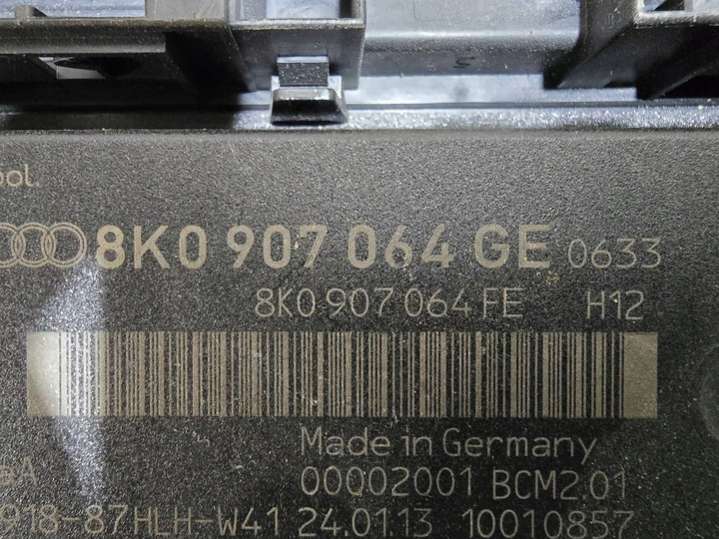 ool.
8K0 907 064 GE 0633
8K0 907 064 FE H12
Made in Germany
00002001 BCM2.01
918-87HLH-W41 24.01.13 10010857